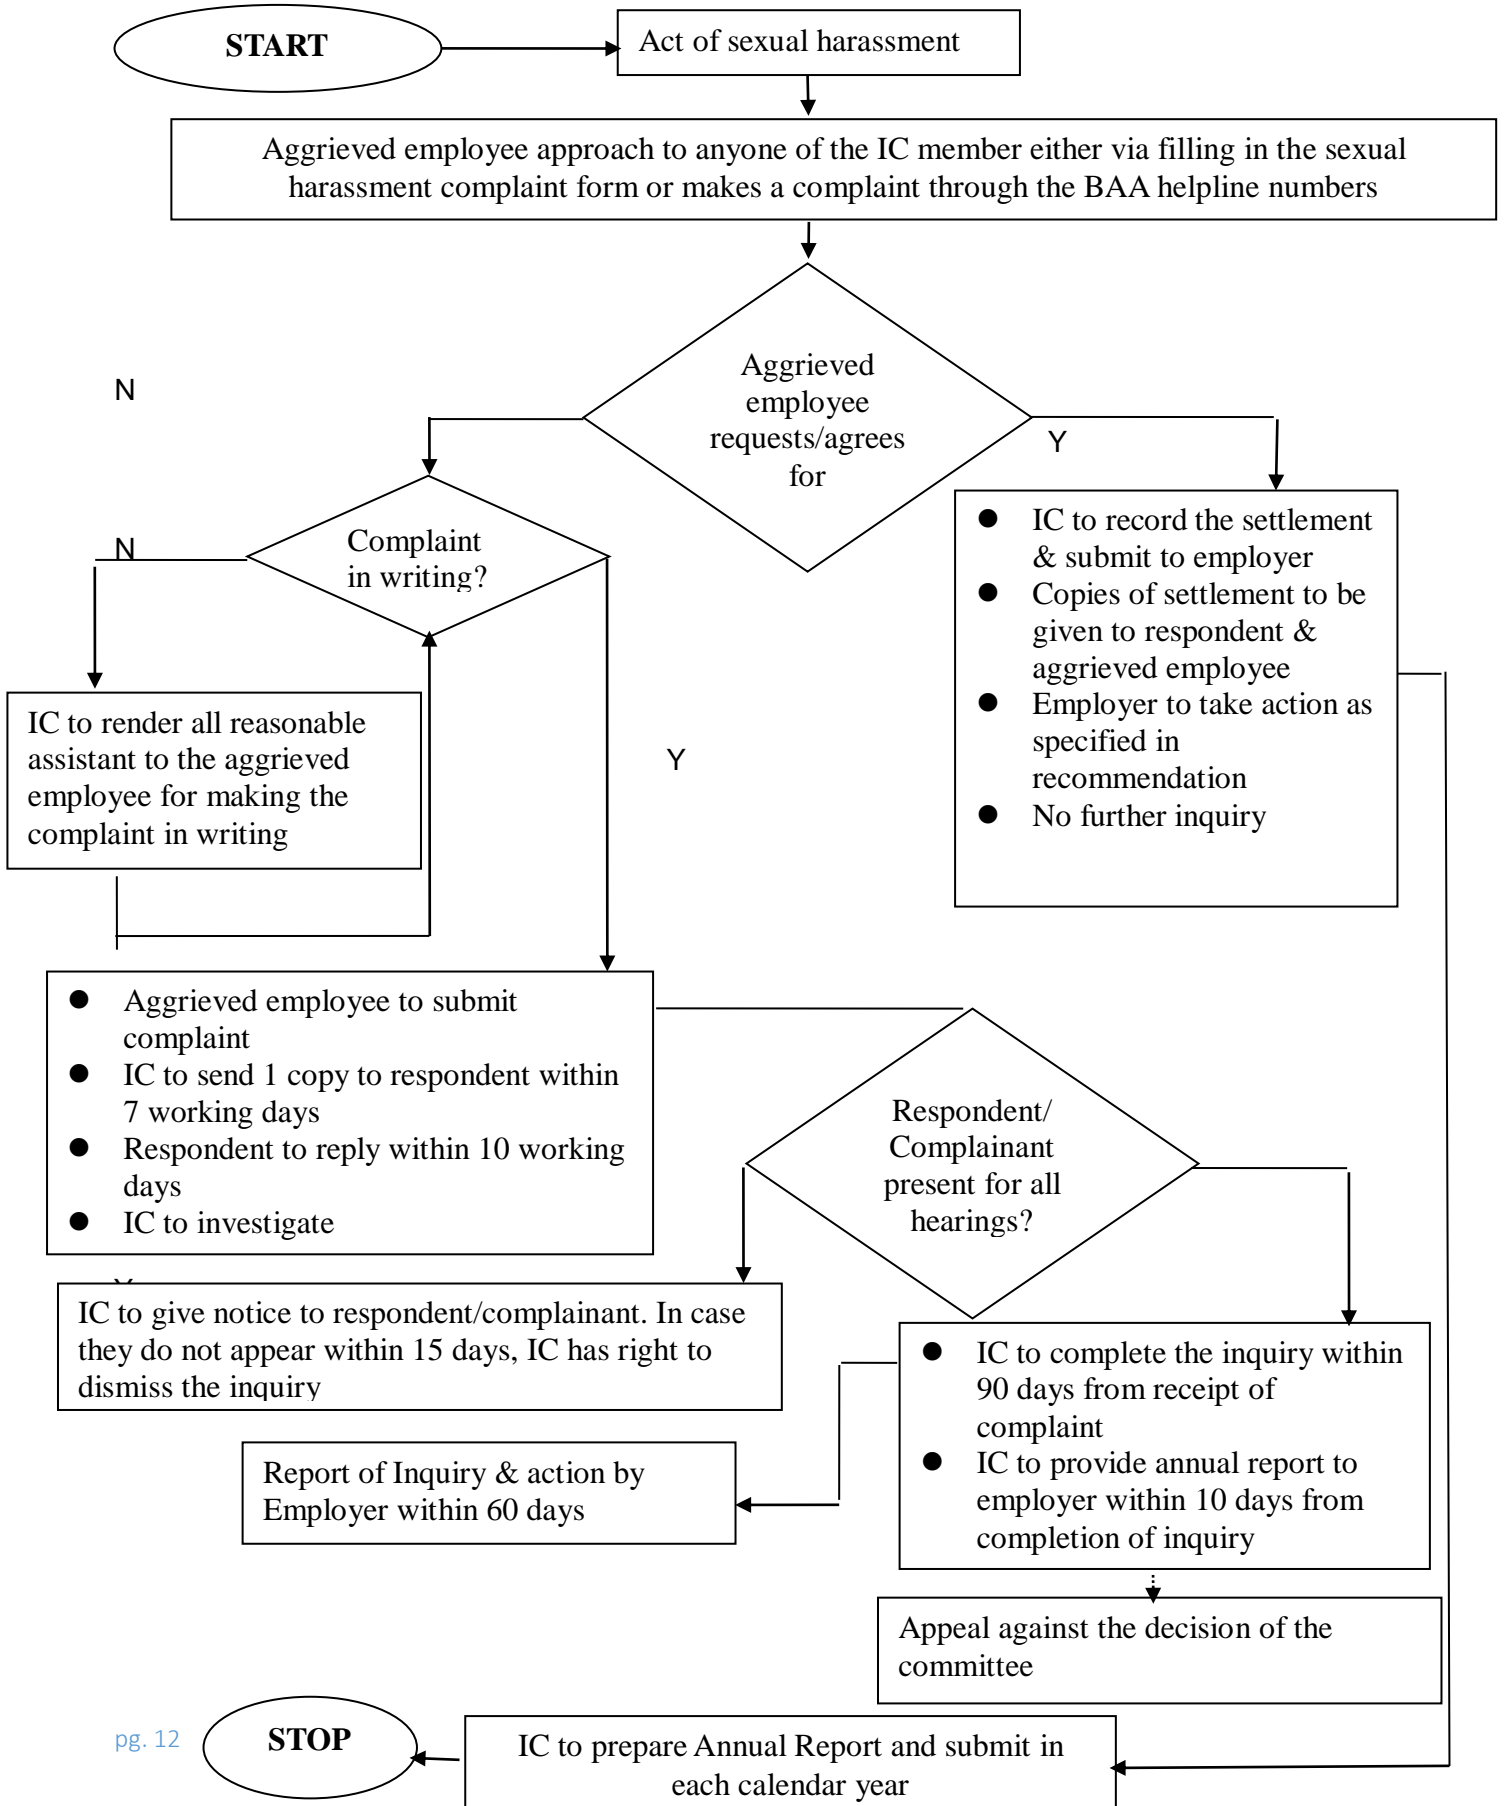 START
Act of sexual harassment
Aggrieved employee approach to anyone of the IC member either via filling in the sexual
harassment complaint form or makes a complaint through the BAA helpline numbers
Aggrieved
employee
requests/agrees
for
N
Y
Complaint
in writing?
N
● IC to record the settlement
& submit to employer
● Copies of settlement to be
given to respondent &
aggrieved employee
● Employer to take action as
specified in
recommendation
● No further inquiry
IC to render all reasonable
assistant to the aggrieved
employee for making the
complaint in writing
Y
● Aggrieved employee to submit
complaint
● IC to send 1 copy to respondent within
7 working days
● Respondent to reply within 10 working
days
● IC to investigate
Respondent/
Complainant
present for all
hearings?
IC to give notice to respondent/complainant. In case
they do not appear within 15 days, IC has right to
dismiss the inquiry
● IC to complete the inquiry within
90 days from receipt of
complaint
● IC to provide annual report to
employer within 10 days from
completion of inquiry
Report of Inquiry & action by
Employer within 60 days
Appeal against the decision of the
committee
pg. 12
STOP
IC to prepare Annual Report and submit in
each calendar year